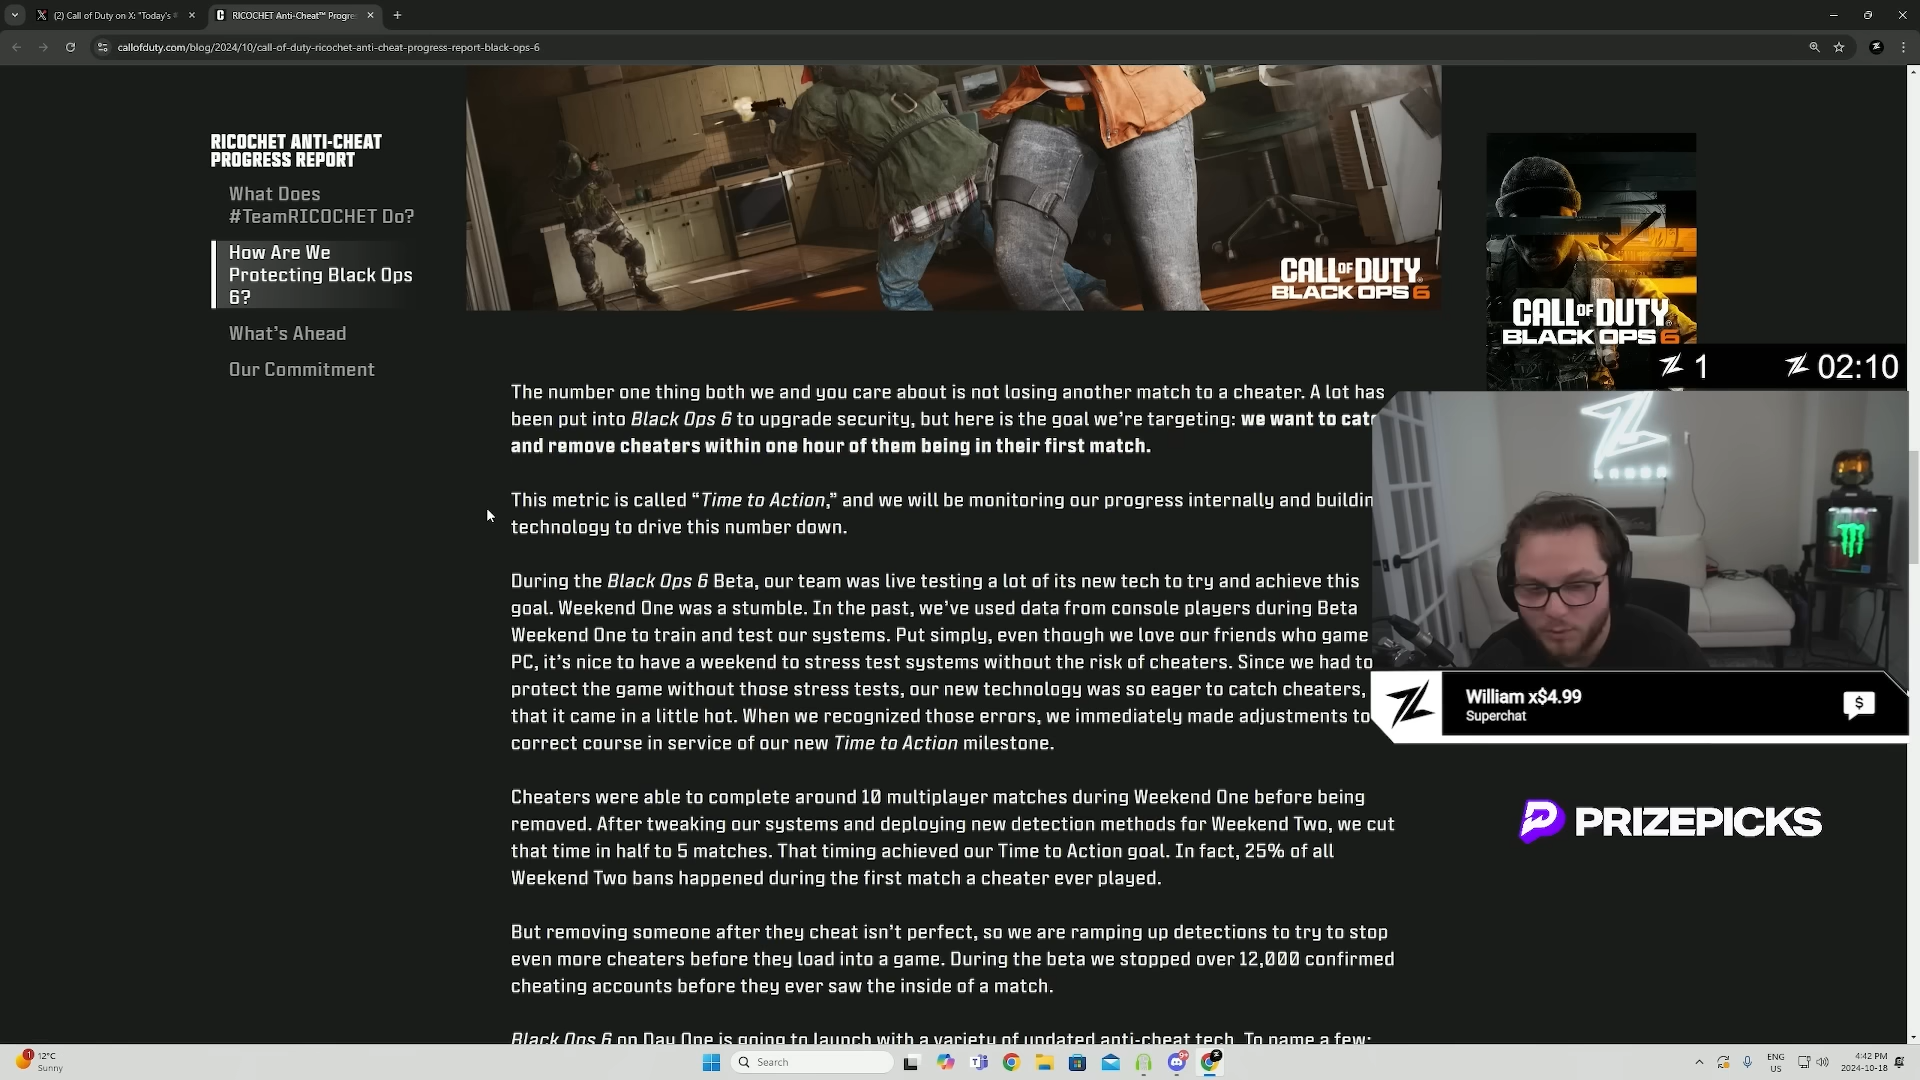 (2) Call of Duty on X: "Today's
RICOCHET Anti-Cheat™ Progre
callofduty.com/blog/2024/10/call-of-duty-ricochet-anti-cheat-progress-report-black-ops-6
RICOCHET ANTI-CHEAT
PROGRESS REPORT
What Does
#TeamRICOCHET Do?
How Are We
Protecting Black Ops
6?
What's Ahead
Our Commitment
CALL OF DUTY
BLACK OPS 6
CALL OF DUTY
BLACK OPS 6
1
02:10
The number one thing both we and you care about is not losing another match to a cheater. A lot has
been put into Black Ops 6 to upgrade security, but here is the goal we're targeting: we want to catc
and remove cheaters within one hour of them being in their first match.
This metric is called “Time to Action,” and we will be monitoring our progress internally and buildin
technology to drive this number down.
During the Black Ops 6 Beta, our team was live testing a lot of its new tech to try and achieve this
goal. Weekend One was a stumble. In the past, we've used data from console players during Beta
Weekend One to train and test our systems. Put simply, even though we love our friends who game
PC, it's nice to have a weekend to stress test systems without the risk of cheaters. Since we had to
protect the game without those stress tests, our new technology was so eager to catch cheaters,
that it came in a little hot. When we recognized those errors, we immediately made adjustments to
correct course in service of our new Time to Action milestone.
Cheaters were able to complete around 10 multiplayer matches during Weekend One before being
removed. After tweaking our systems and deploying new detection methods for Weekend Two, we cut
that time in half to 5 matches. That timing achieved our Time to Action goal. In fact, 25% of all
Weekend Two bans happened during the first match a cheater ever played.
But removing someone after they cheat isn't perfect, so we are ramping up detections to try to stop
even more cheaters before they load into a game. During the beta we stopped over 12,000 confirmed
cheating accounts before they ever saw the inside of a match.
Black Ops 6 on Day One is going to launch with a variety of updated anti-cheat tech. To name a few:
William x$4.99
Superchat
$
PRIZEPICKS
1
12°C
Sunny
Search
9+
ENG
US
4:42 PM
2024-10-18